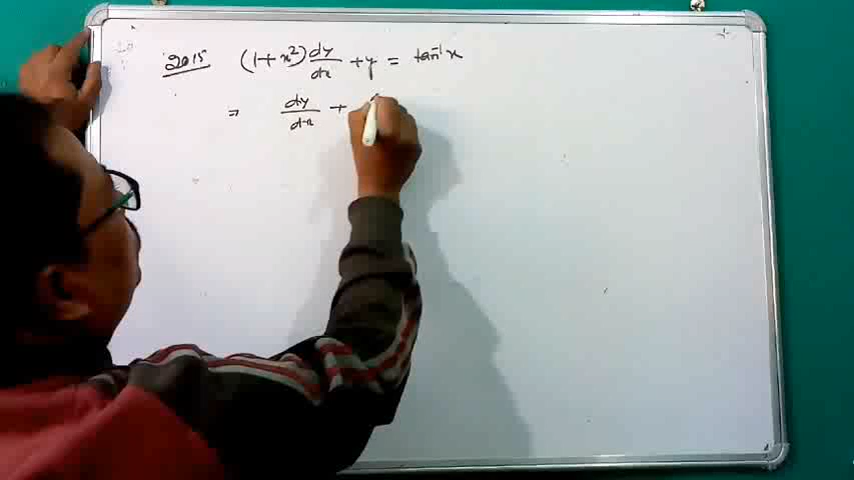 2015 (1+x²) dy/dx + y = tan⁻¹x
⇒ dy/dx +